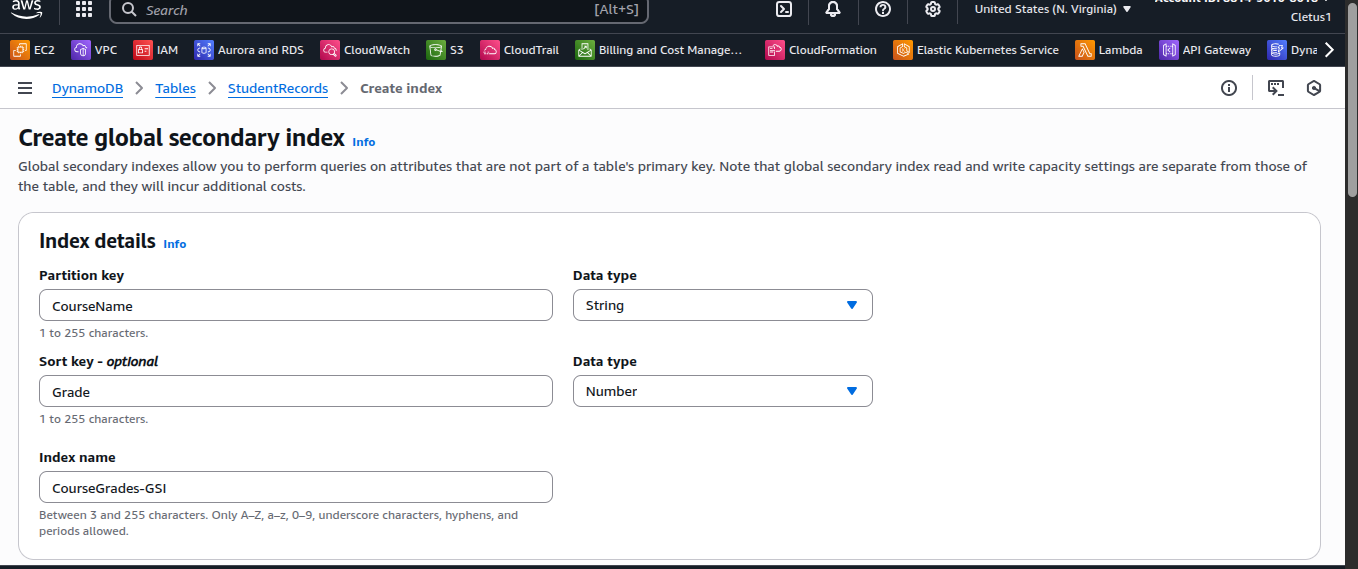 aws
Search [Alt+S] United States (N. Virginia)
Cletus1
EC2 VPC IAM Aurora and RDS CloudWatch S3 CloudTrail Billing and Cost Manage... CloudFormation Elastic Kubernetes Service Lambda API Gateway Dyna
DynamoDB Tables StudentRecords Create index
Create global secondary index Info
Global secondary indexes allow you to perform queries on attributes that are not part of a table's primary key. Note that global secondary index read and write capacity settings are separate from those of
the table, and they will incur additional costs.
Index details Info
Partition key Data type
CourseName String
1 to 255 characters.
Sort key - optional Data type
Grade Number
1 to 255 characters.
Index name
CourseGrades-GSI
Between 3 and 255 characters. Only A–Z, a–z, 0–9, underscore characters, hyphens, and
periods allowed.